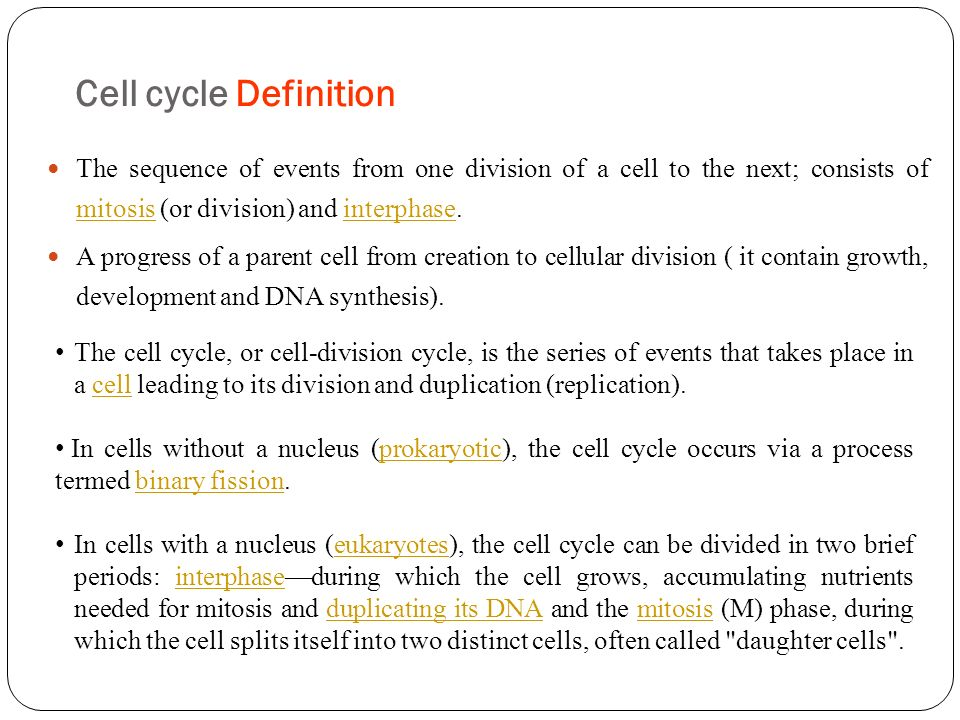 Cell cycle Definition
• The sequence of events from one division of a cell to the next; consists of
mitosis (or division) and interphase.
• A progress of a parent cell from creation to cellular division ( it contain growth,
development and DNA synthesis).
• The cell cycle, or cell-division cycle, is the series of events that takes place in
a cell leading to its division and duplication (replication).
• In cells without a nucleus (prokaryotic), the cell cycle occurs via a process
termed binary fission.
• In cells with a nucleus (eukaryotes), the cell cycle can be divided in two brief
periods: interphase—during which the cell grows, accumulating nutrients
needed for mitosis and duplicating its DNA and the mitosis (M) phase, during
which the cell splits itself into two distinct cells, often called "daughter cells".